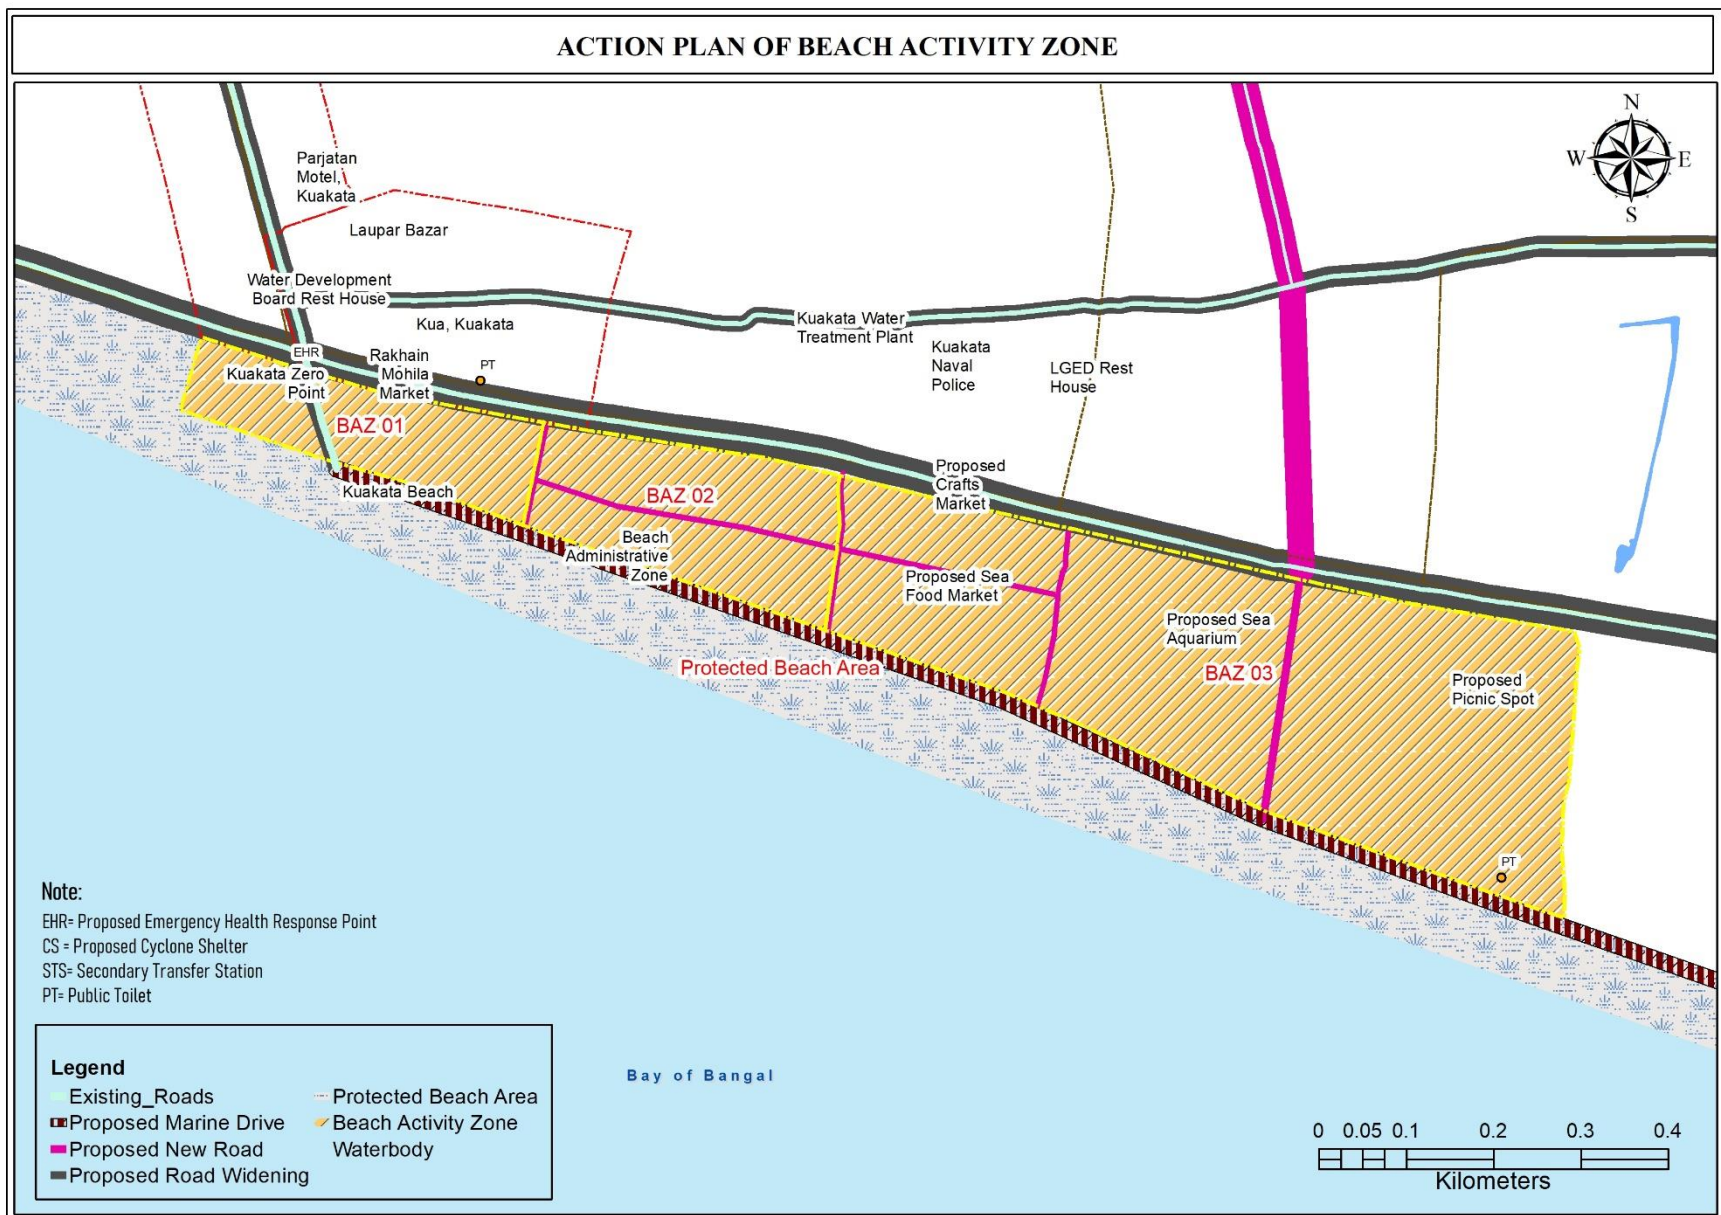 ACTION PLAN OF BEACH ACTIVITY ZONE
N
W
E
S
Parjatan
Motel,
Kuakata
Laupar Bazar
Water Development
Board Rest House
Kua, Kuakata
Kuakata Water
Treatment Plant
Kuakata
Naval
Police
LGED Rest
House
EHR
Rakhain
Mohila
Market
PT
Kuakata Zero
Point
BAZ 01
Kuakata Beach
BAZ 02
Beach
Administrative
Zone
Proposed
Crafts
Market
Proposed Sea
Food Market
Proposed Sea
Aquarium
BAZ 03
Protected Beach Area
Proposed
Picnic Spot
PT
Note:
EHR= Proposed Emergency Health Response Point
CS = Proposed Cyclone Shelter
STS= Secondary Transfer Station
PT= Public Toilet
Legend
Existing_Roads
Proposed Marine Drive
Proposed New Road
Proposed Road Widening
Protected Beach Area
Beach Activity Zone
Waterbody
Bay of Bangal
0 0.05 0.1 0.2 0.3 0.4
Kilometers